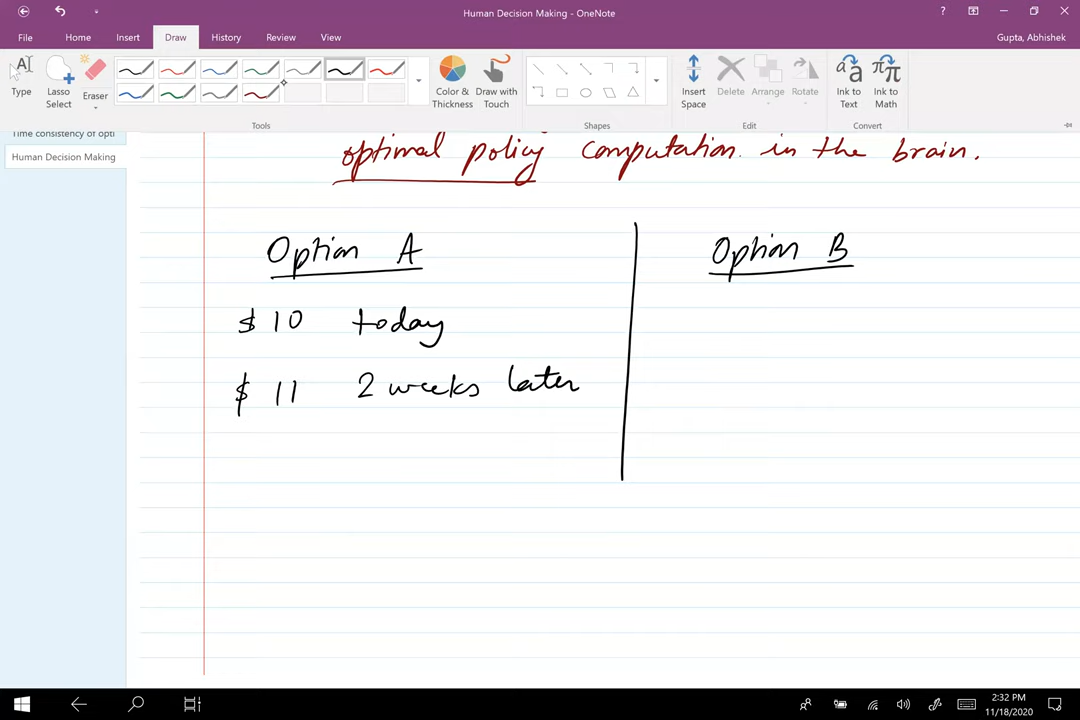 Human Decision Making - OneNote
File Home Insert Draw History Review View
Gupta, Abhishek
Type
Lasso Select
Eraser
Color & Thickness
Draw with Touch
Insert Space
Delete
Arrange
Rotate
Ink to Text
Ink to Math
Tools
Shapes
Edit
Convert
Time consistency of opti
Human Decision Making
optimal policy computation in the brain.
Option A
Option B
$ 10 today
$ 11 2 weeks later
2:32 PM
11/18/2020